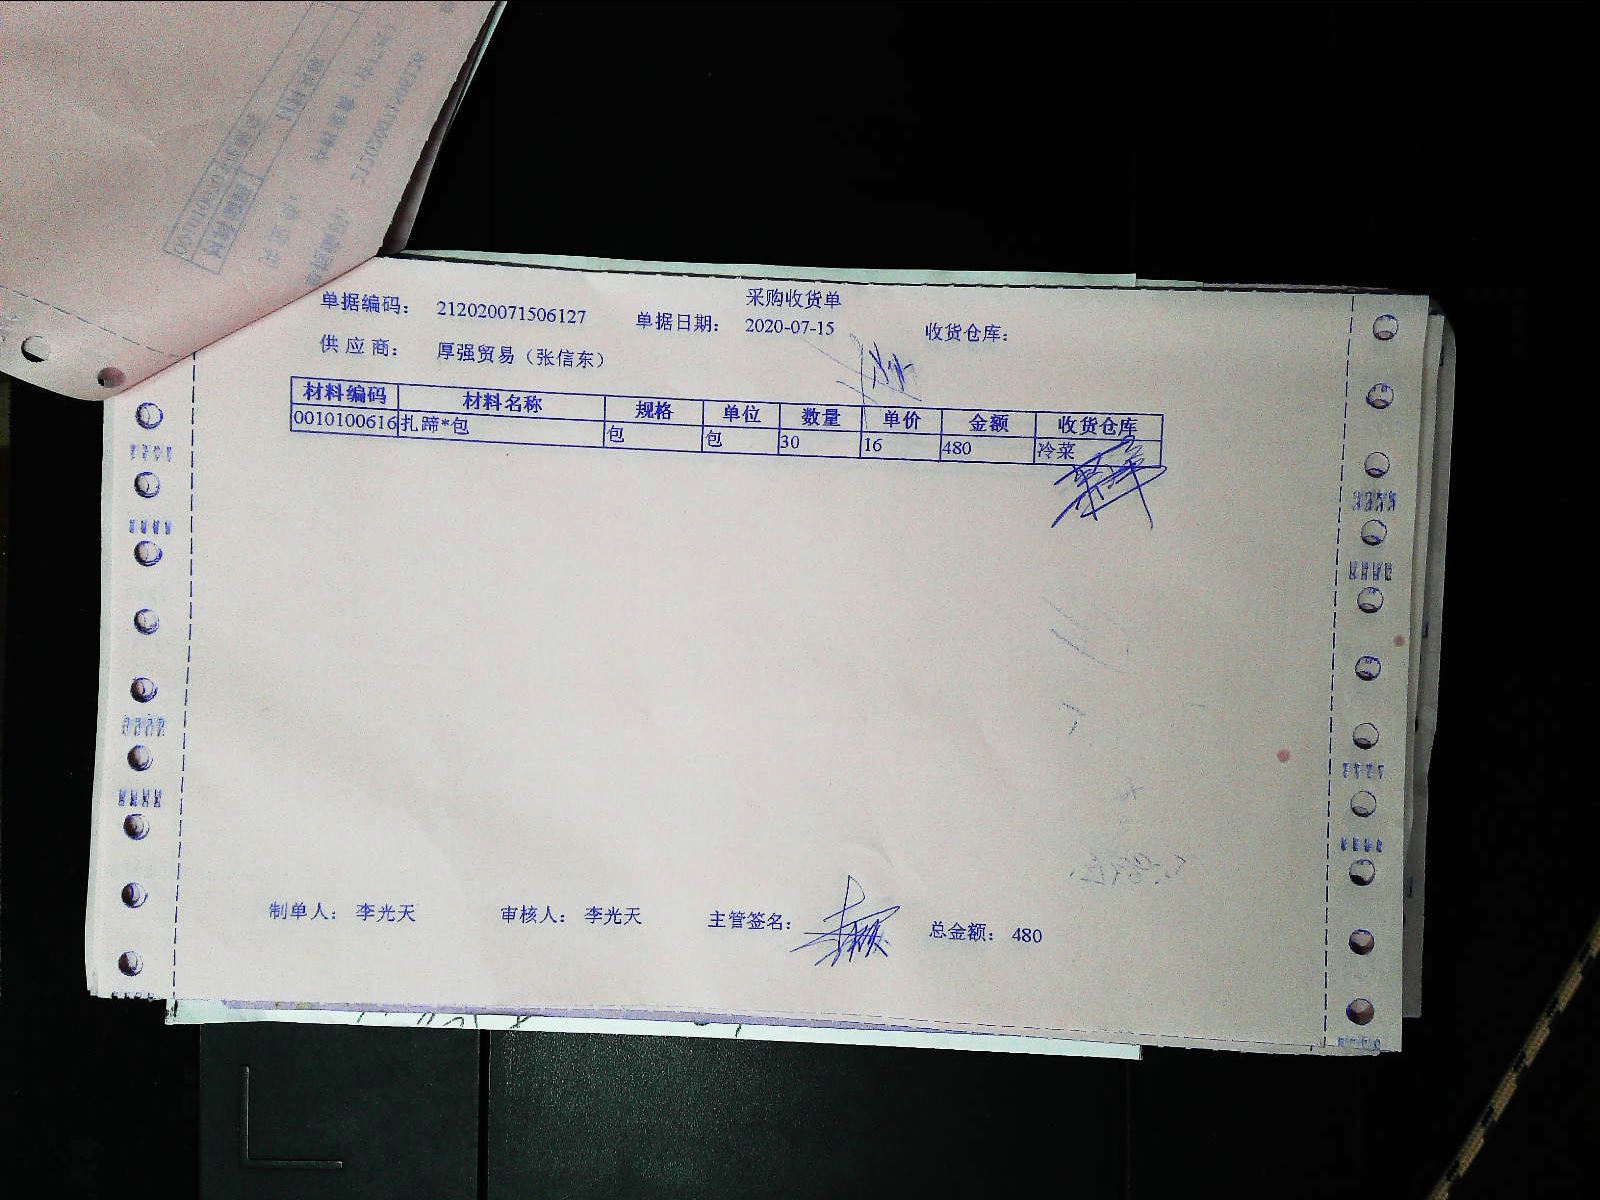 采购收货单
单据编码： 212020071506127 单据日期： 2020-07-15 收货仓库：
供 应 商： 厚强贸易（张信东）
材料编码 材料名称 规格 单位 数量 单价 金额 收货仓库
0010100616 扎蹄*包 包 包 30 16 480 冷菜
制单人： 李光天 审核人： 李光天 主管签名： 总金额： 480